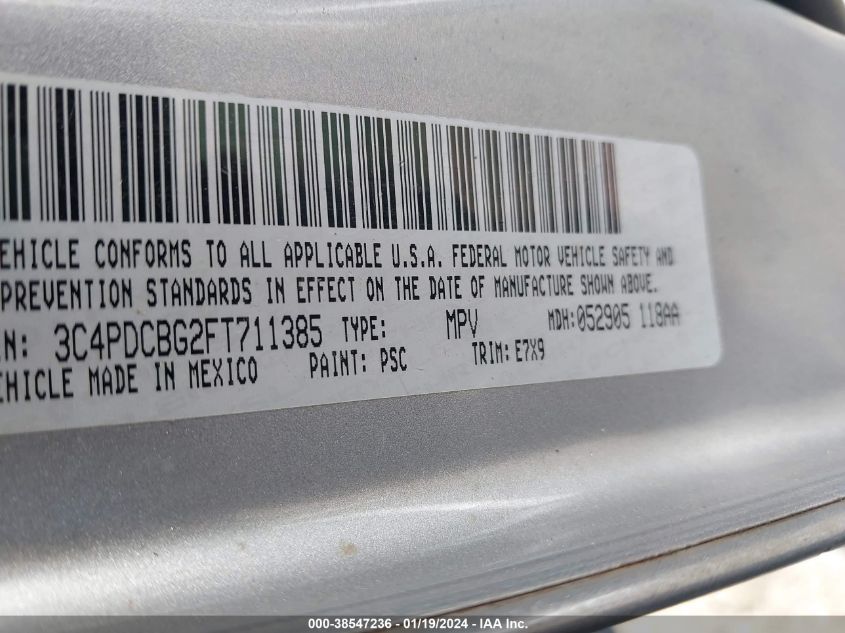 EHICLE CONFORMS TO ALL APPLICABLE U.S.A. FEDERAL MOTOR VEHICLE SAFETY AND
PREVENTION STANDARDS IN EFFECT ON THE DATE OF MANUFACTURE SHOWN ABOVE.
N: 3C4PDCBG2FT711385 TYPE: MPV MDH:052905 118AA
EHICLE MADE IN MEXICO PAINT: PSC TRIM: E7X9
000-38547236 - 01/19/2024 - IAA Inc.